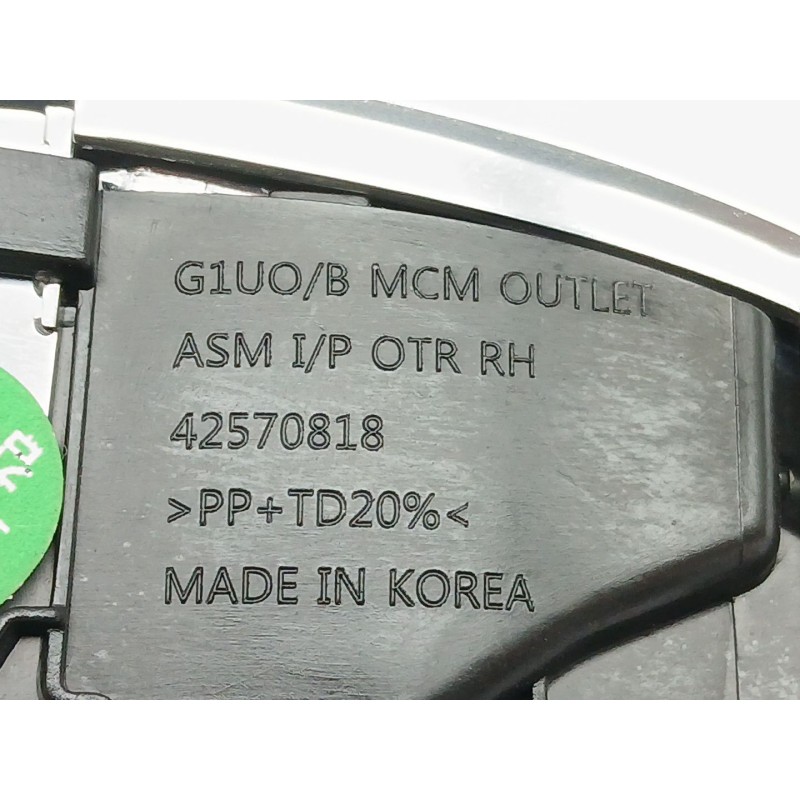 G1UO/B MCM OUTLET
ASM I/P OTR RH
42570818
>PP+TD20%<
MADE IN KOREA